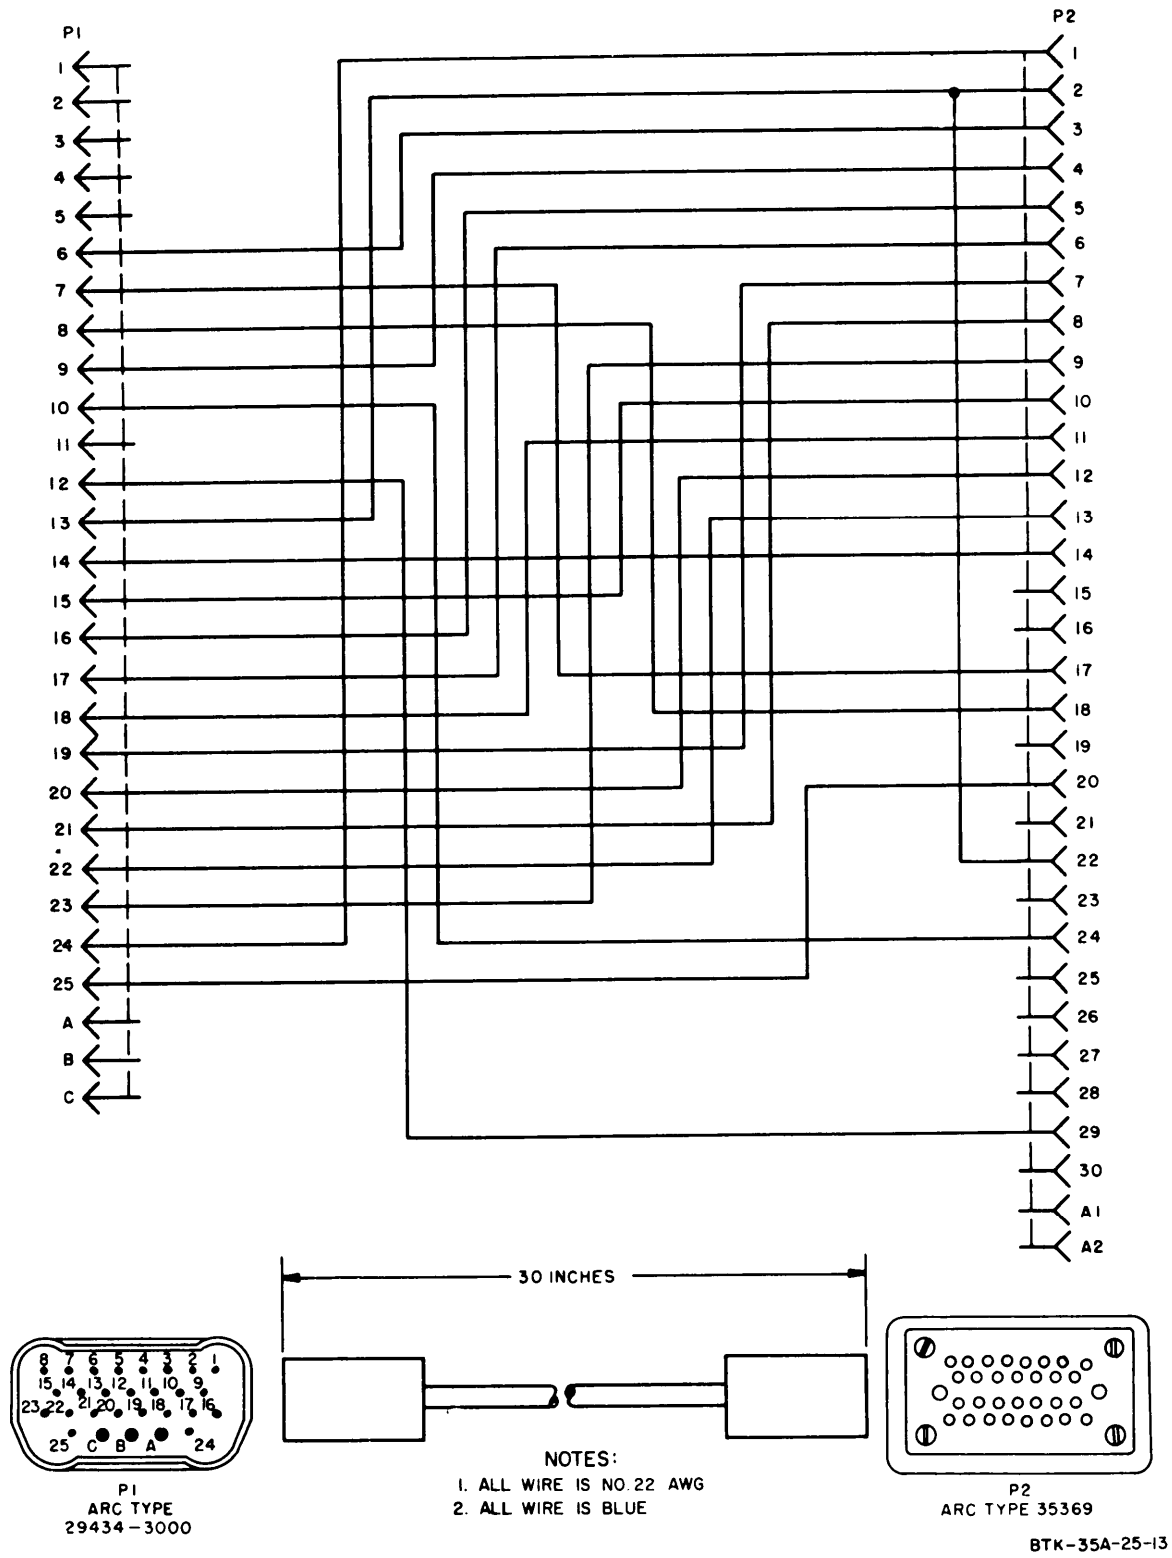 P1
1
2
3
4
5
6
7
8
9
10
11
12
13
14
15
16
17
18
19
20
21
22
23
24
25
A
B
C
P2
1
2
3
4
5
6
7
8
9
10
11
12
13
14
15
16
17
18
19
20
21
22
23
24
25
26
27
28
29
30
A1
A2
30 INCHES
8 7 6 5 4 3 2 1
15 14 13 12 11 10 9
23 22 21 20 19 18 17 16
25 C B A 24
P1
ARC TYPE
29434-3000
NOTES:
1. ALL WIRE IS NO. 22 AWG
2. ALL WIRE IS BLUE
P2
ARC TYPE 35369
BTK-35A-25-13